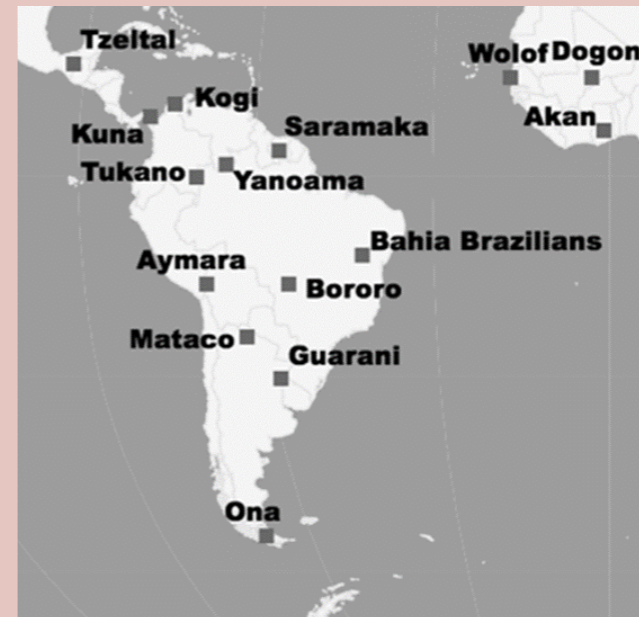 Tzeltal
Wolof Dogon
Kogi
Akan
Kuna
Saramaka
Tukano
Yanoama
Bahia Brazilians
Aymara
Bororo
Mataco
Guarani
Ona